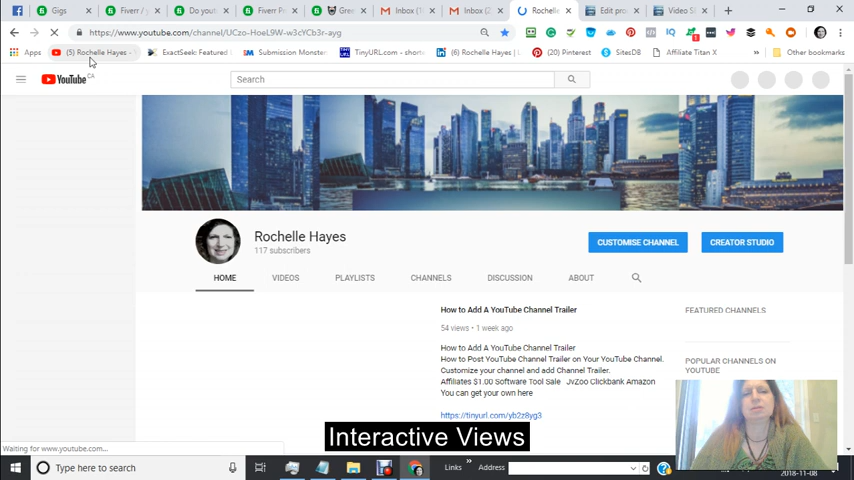 Gigs
Fiverr / g
Do yout
Fiverr Pr
Gre
Inbox (1
Inbox (2
Rochelle
Edit pro
Video S
https://www.youtube.com/channel/UCzo-HoeL9W-w3cYCb3r-ayg
Apps
(5) Rochelle Hayes -
ExactSeek: Featured
Submission Monster
TinyURL.com - shorte
(6) Rochelle Hayes |
(20) Pinterest
SitesDB
Affiliate Titan X
»
Other bookmarks
YouTube CA
Search
Rochelle Hayes
117 subscribers
CUSTOMISE CHANNEL
CREATOR STUDIO
HOME
VIDEOS
PLAYLISTS
CHANNELS
DISCUSSION
ABOUT
How to Add A YouTube Channel Trailer
54 views • 1 week ago
How to Add A YouTube Channel Trailer
How to Post YouTube Channel Trailer on Your YouTube Channel.
Customize your channel and add Channel Trailer.
Affiliates $1.00 Software Tool Sale JvZoo Clickbank Amazon
You can get your own here
https://tinyurl.com/yb2z8yg3
FEATURED CHANNELS
POPULAR CHANNELS ON
YOUTUBE
Interactive Views
Waiting for www.youtube.com...
Type here to search
Links
»
Address
2018-11-08